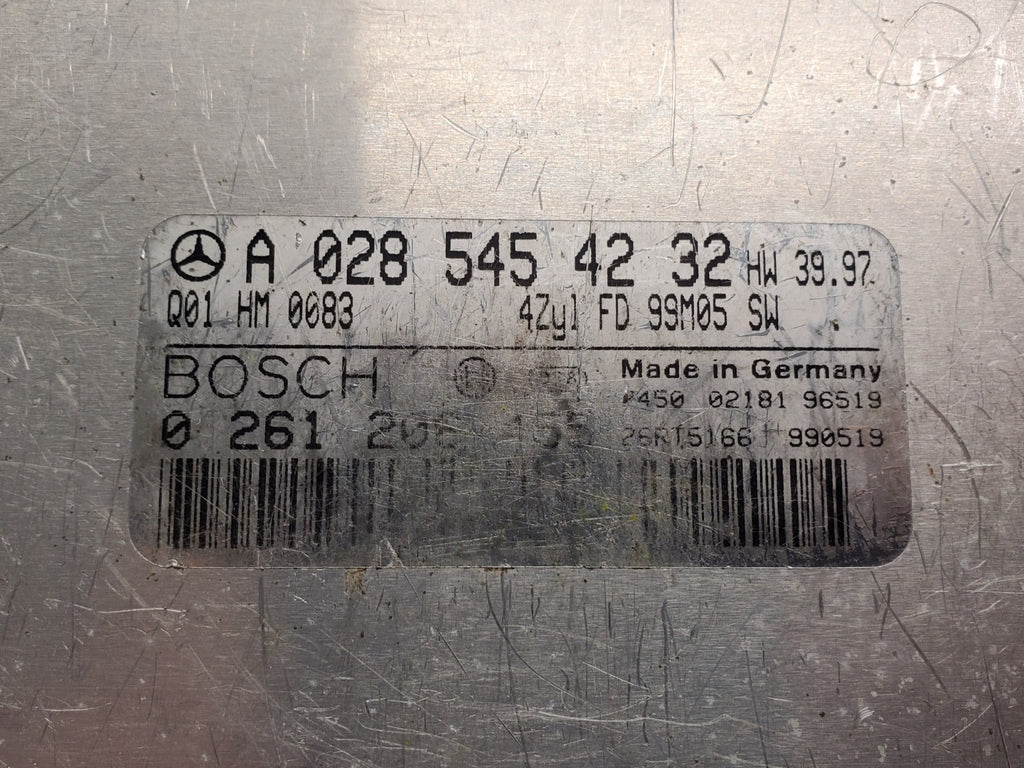 A 028 545 42 32 HW 39.97
Q01 HM 0083 4Zyl FD 99M05 SW
BOSCH Made in Germany
02181 96519
0 261 26RT5166 990519